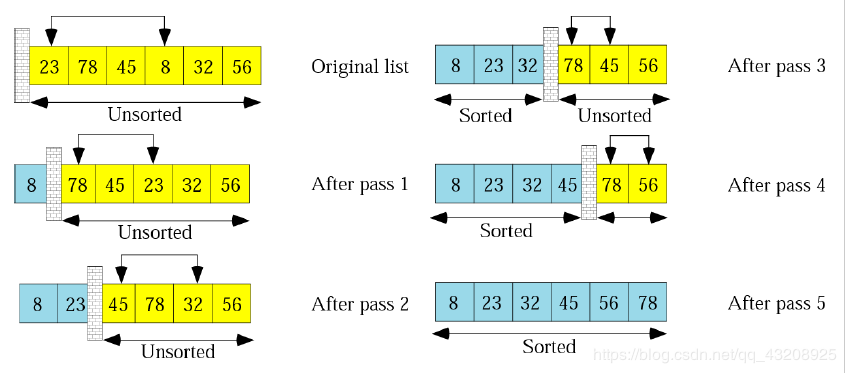 23 78 45 8 32 56 Original list
Unsorted
8 78 45 23 32 56 After pass 1
Unsorted
8 23 45 78 32 56 After pass 2
Unsorted
8 23 32 78 45 56 After pass 3
Sorted Unsorted
8 23 32 45 78 56 After pass 4
Sorted
8 23 32 45 56 78 After pass 5
Sorted
https://blog.csdn.net/qq_43208925